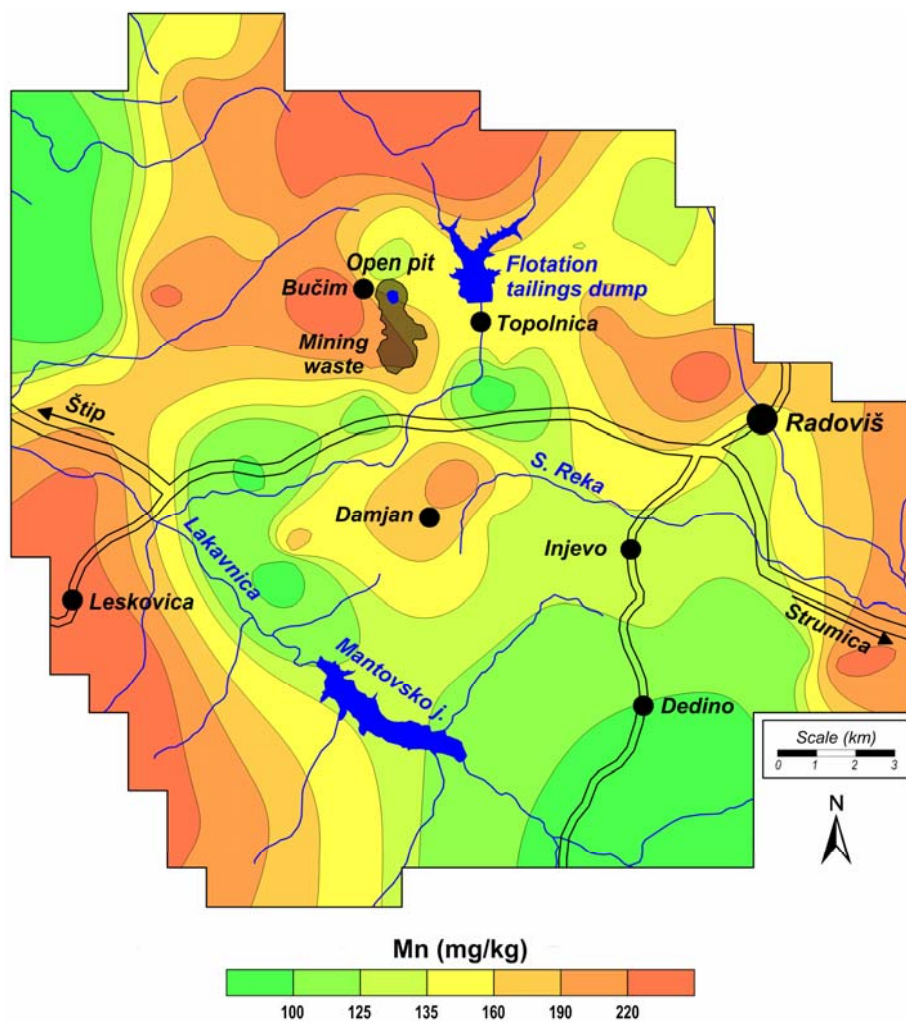 Open pit
Bučim
Flotation
tailings dump
Topolnica
Mining
waste
Štip
Radoviš
S. Reka
Damjan
Lakavnica
Injevo
Leskovica
Strumica
Mantovsko j.
Dedino
Scale (km)
0 1 2 3
N
Mn (mg/kg)
100 125 135 160 190 220